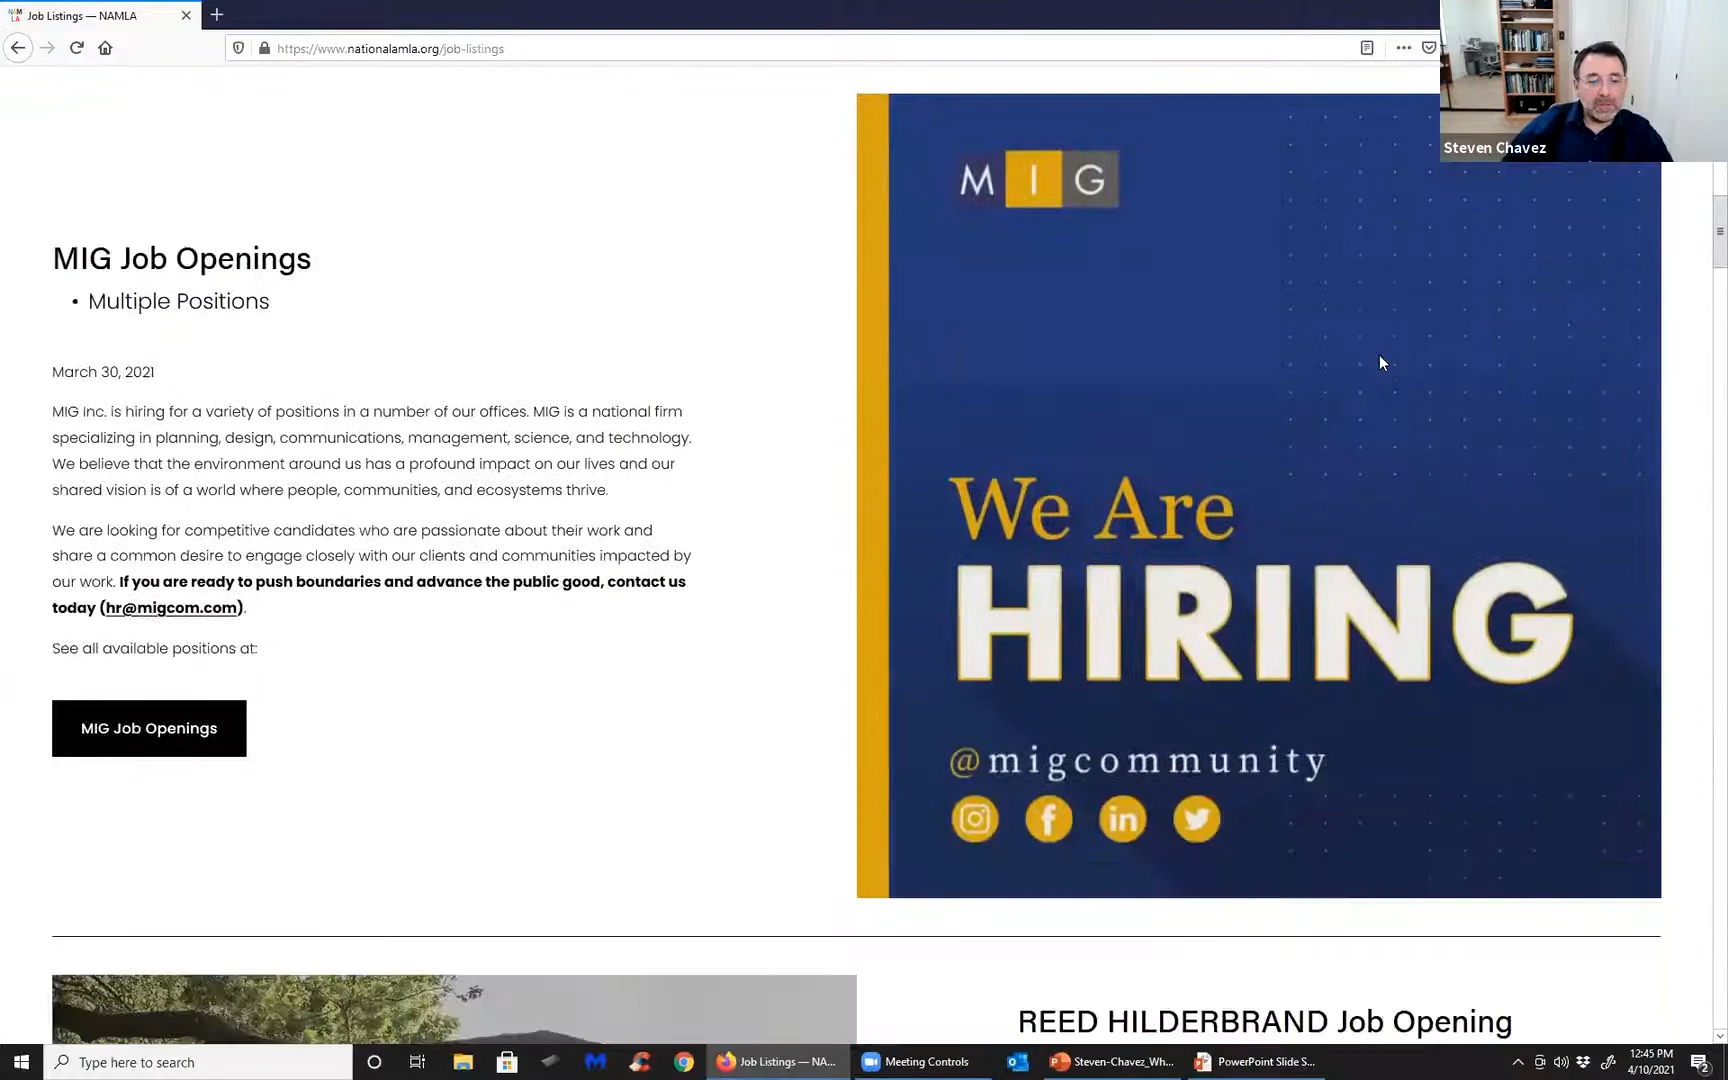 Job Listings — NAMLA
https://www.nationalamla.org/job-listings
Steven Chavez
MIG Job Openings
• Multiple Positions
March 30, 2021
MIG Inc. is hiring for a variety of positions in a number of our offices. MIG is a national firm
specializing in planning, design, communications, management, science, and technology.
We believe that the environment around us has a profound impact on our lives and our
shared vision is of a world where people, communities, and ecosystems thrive.
We are looking for competitive candidates who are passionate about their work and
share a common desire to engage closely with our clients and communities impacted by
our work. If you are ready to push boundaries and advance the public good, contact us
today (hr@migcom.com).
See all available positions at:
MIG Job Openings
MIG
We Are
HIRING
@migcommunity
REED HILDERBRAND Job Opening
Type here to search
Job Listings — NA...
Meeting Controls
Steven-Chavez_Wh...
PowerPoint Slide S...
12:45 PM
4/10/2021
2